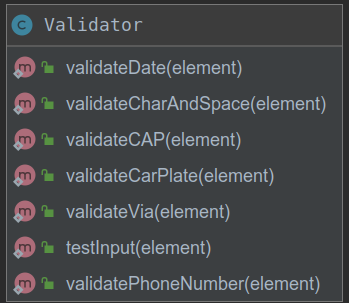 C Validator
m validateDate(element)
m validateCharAndSpace(element)
m validateCAP(element)
m validateCarPlate(element)
m validateVia(element)
m testInput(element)
m validatePhoneNumber(element)